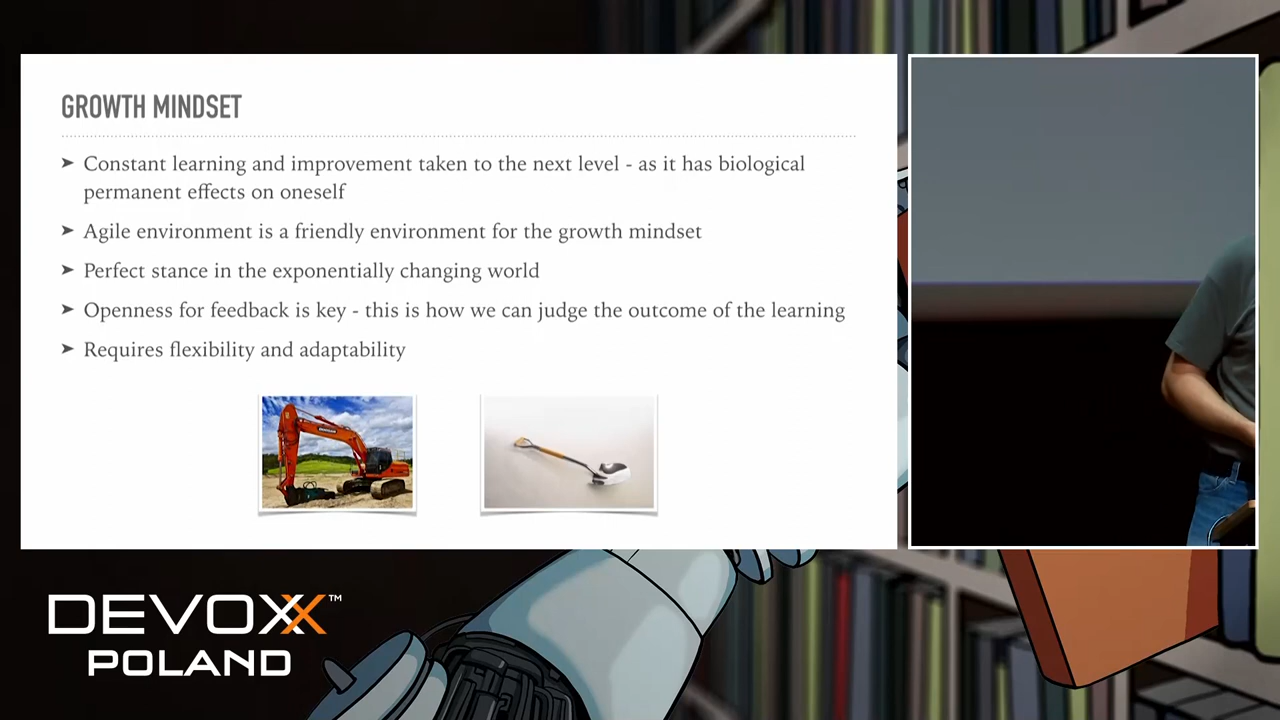 GROWTH MINDSET
➤ Constant learning and improvement taken to the next level - as it has biological
permanent effects on oneself
➤ Agile environment is a friendly environment for the growth mindset
➤ Perfect stance in the exponentially changing world
➤ Openness for feedback is key - this is how we can judge the outcome of the learning
➤ Requires flexibility and adaptability
DEVOXX™
POLAND